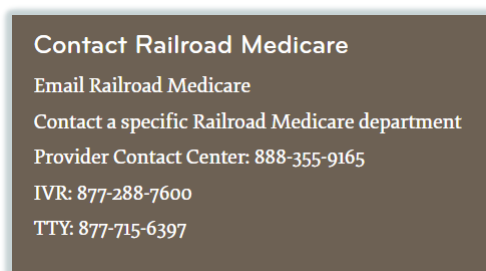 Contact Railroad Medicare
Email Railroad Medicare
Contact a specific Railroad Medicare department
Provider Contact Center: 888-355-9165
IVR: 877-288-7600
TTY: 877-715-6397